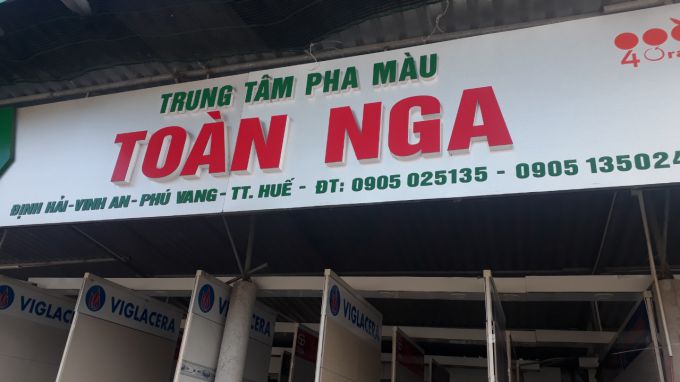 TRUNG TÂM PHA MÀU
TOÀN NGA
ĐỊNH HẢI - VINH AN - PHÚ VANG - TT. HUẾ - ĐT: 0905 025135 - 0905 135024
4
VIGLACERA
VIGLACERA
VIGLACERA